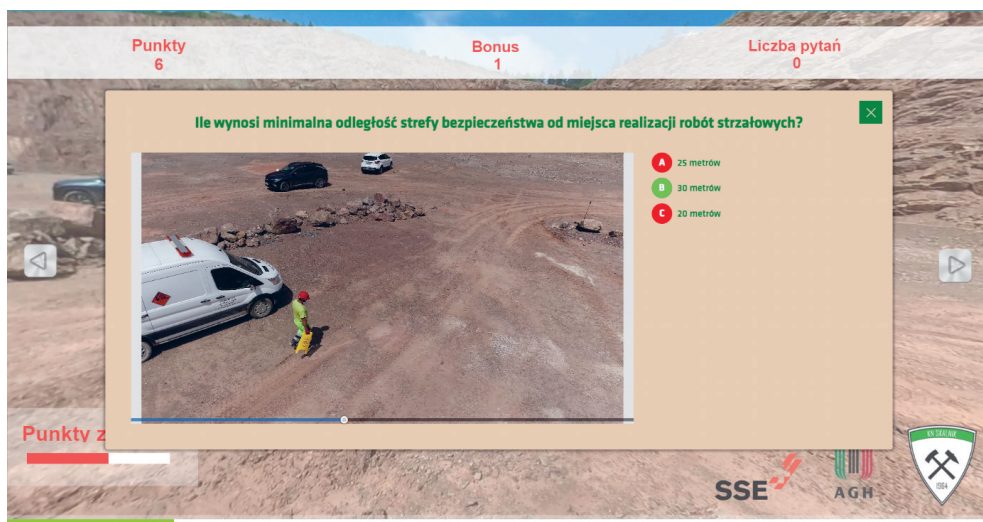 Punkty
6
Bonus
1
Liczba pytań
0
Ile wynosi minimalna odległość strefy bezpieczeństwa od miejsca realizacji robót strzałowych?
A 25 metrów
B 30 metrów
C 20 metrów
Punkty z
SSE
AGH
1964